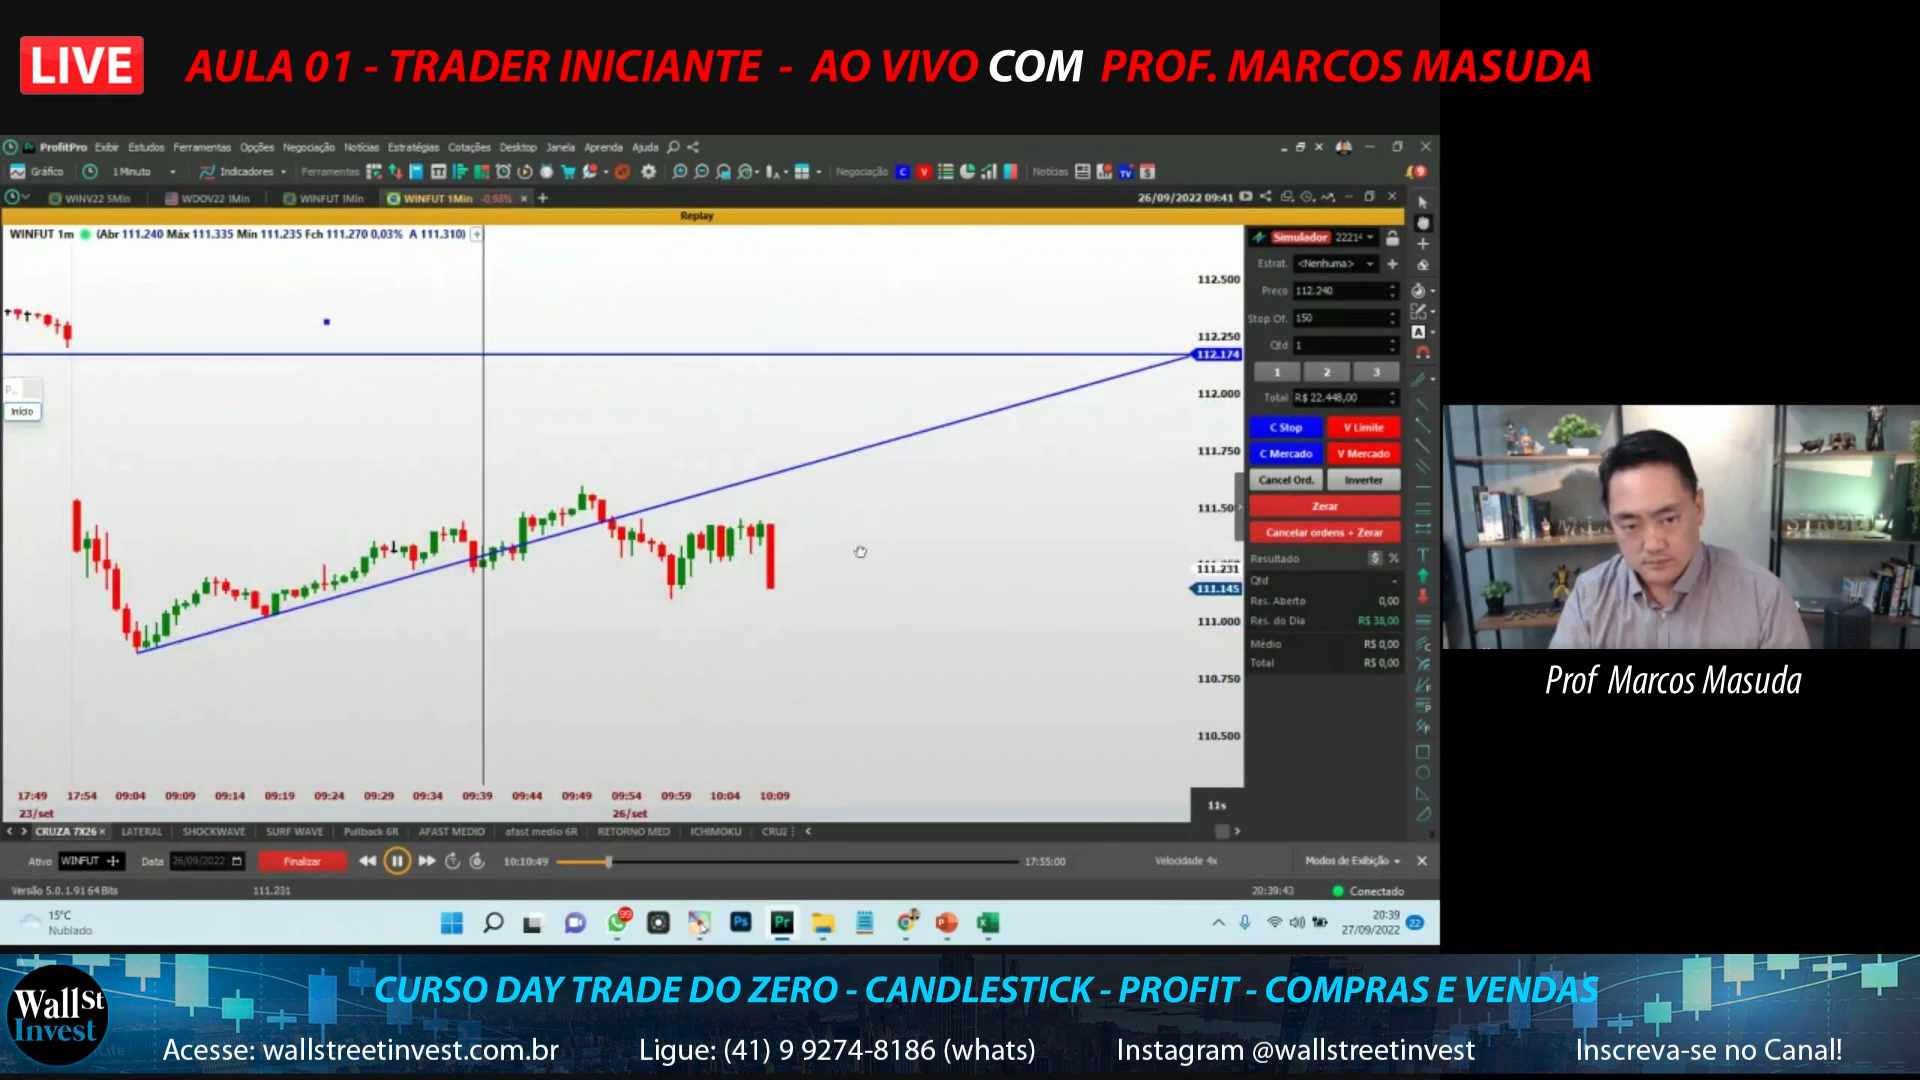 LIVE
AULA 01 - TRADER INICIANTE - AO VIVO COM PROF. MARCOS MASUDA
ProfitPro Exibir Estudos Ferramentas Opções Negociação Notícias Estratégias Cotações Desktop Janela Aprenda Ajuda
Gráfico 1 Minuto Indicadores Ferramentas Negociação C V Notícias
WINV22 5Min WDOV22 1Min WINFUT 1Min WINFUT 1Min -0,98% 26/09/2022 09:41
Replay
WINFUT 1m (Abr 111.240 Máx 111.335 Min 111.235 Fch 111.270 0,03% A 111.310)
Início
112.500
112.250
112.174
112.000
111.750
111.50
111.231
111.145
111.000
110.750
110.500
Simulador 22214
Estrat. <Nenhuma>
Preço 112.240
Stop Of. 150
Qtd 1
1 2 3
Total R$ 22.448,00
C Stop V Limite
C Mercado V Mercado
Cancel Ord. Inverter
Zerar
Cancelar ordens + Zerar
Resultado $ %
Qtd -
Res. Aberto 0,00
Res. do Dia R$ 38,00
Médio R$ 0,00
Total R$ 0,00
17:49 17:54 09:04 09:09 09:14 09:19 09:24 09:29 09:34 09:39 09:44 09:49 09:54 09:59 10:04 10:09
23/set 26/set
11s
CRUZA 7X26 LATERAL SHOCKWAVE SURF WAVE Pullback 6R AFAST MEDIO afast medio 6R RETORNO MED ICHIMOKU CRUZ
Ativo WINFUT Data 26/09/2022 Finalizar 10:10:49 17:55:00 Velocidade 4x Modos de Exibição
Versão 5.0.1.91 64 Bits 111.231 20:39:43 Conectado
15°C
Nublado
99
Ps
Pr
20:39
27/09/2022
22
Prof Marcos Masuda
CURSO DAY TRADE DO ZERO - CANDLESTICK - PROFIT - COMPRAS E VENDAS
Wall St
Invest
Acesse: wallstreetinvest.com.br Ligue: (41) 9 9274-8186 (whats) Instagram @wallstreetinvest Inscreva-se no Canal!